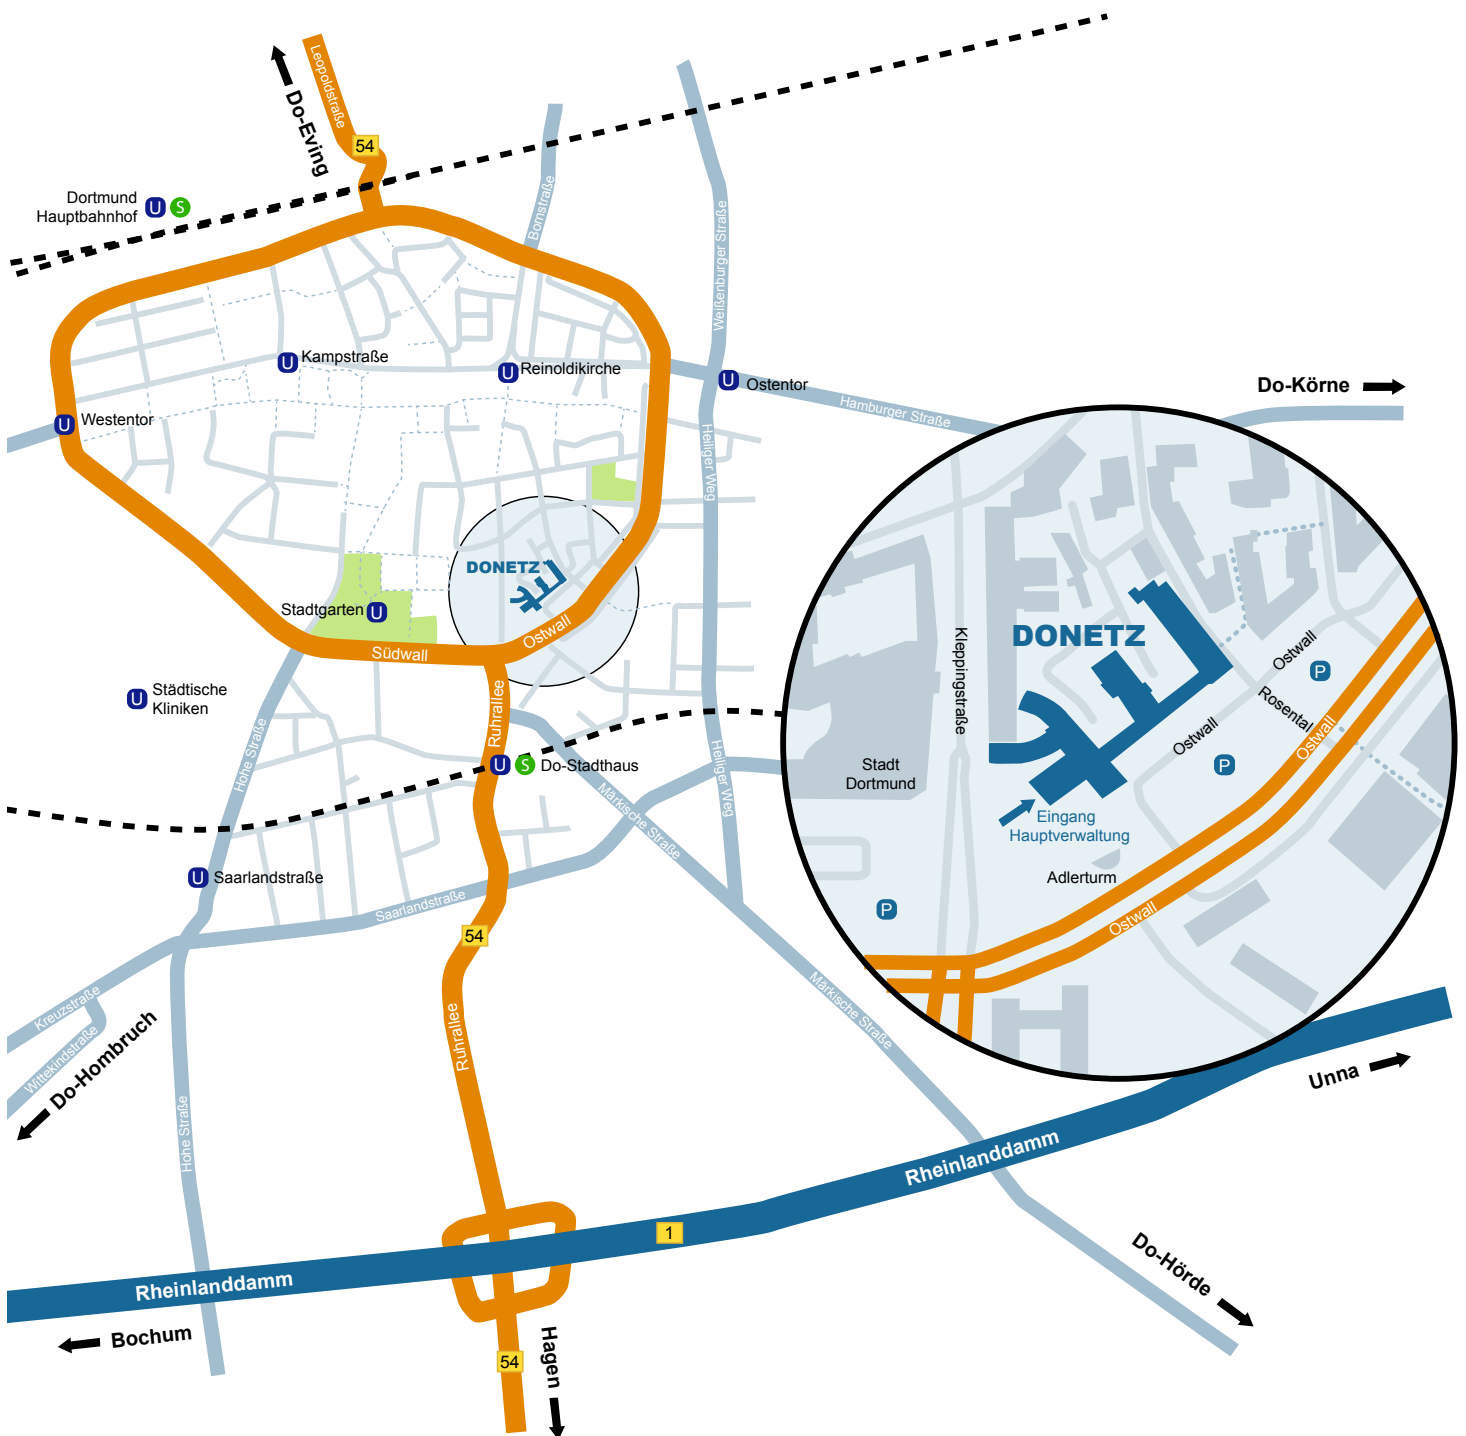 Leopoldstraße
Do-Eving
54
Dortmund
Hauptbahnhof
U
S
Bornstraße
Weißenburger Straße
U
Kampstraße
U
Reinoldikirche
U
Ostentor
Hamburger Straße
Do-Körne
U
Westentor
Heiliger Weg
DONETZ
Stadtgarten
U
Südwall
Ostwall
U
Städtische
Kliniken
Ruhrallee
Hohe Straße
U
S
Do-Stadthaus
Heiliger Weg
Märkische Straße
U
Saarlandstraße
Saarlandstraße
54
Kreuzstraße
Wittekindstraße
Do-Hombruch
Ruhrallee
Märkische Straße
Hohe Straße
Kleppingstraße
DONETZ
Ostwall
P
Rosental
Ostwall
Ostwall
P
Stadt
Dortmund
Eingang
Hauptverwaltung
Adlerturm
P
Ostwall
Unna
Rheinlanddamm
1
Rheinlanddamm
Bochum
Do-Hörde
54
Hagen